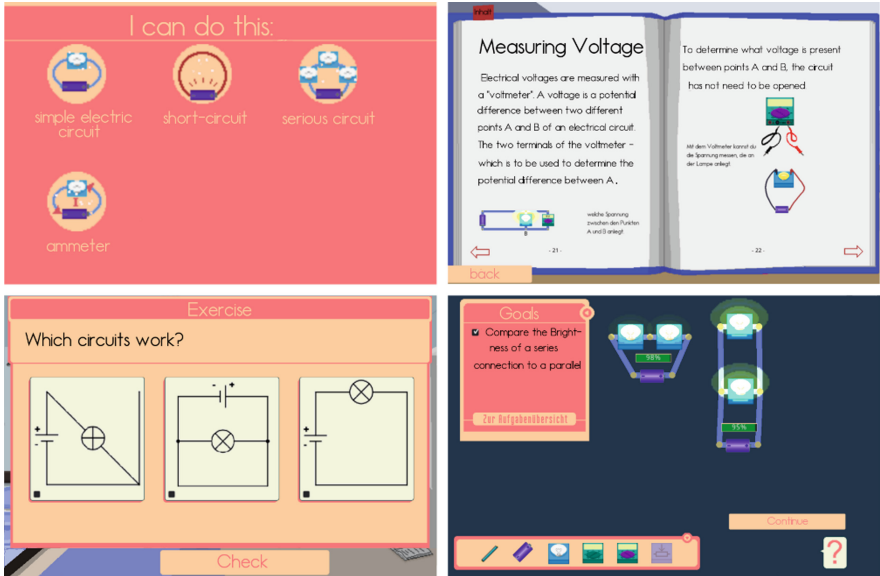 I can do this:
simple electric
circuit
short-circuit
serious circuit
ammeter
Inhalt
Measuring Voltage
Electrical voltages are measured with
a "voltmeter". A voltage is a potential
difference between two different
points A and B of an electrical circuit.
The two terminals of the voltmeter -
which is to be used to determine the
potential difference between A.
B
welche Spannung
zwischen den Punkten
A und B anliegt
- 21 -
To determine what voltage is present
between points A and B, the circuit
has not need to be opened
Mit dem Voltmeter kannst du
die Spannung messen, die an
der Lampe anliegt
- 22 -
back
Exercise
Which circuits work?
+
-
- +
+
-
Check
Goals
Compare the Bright-
ness of a series
connection to a parallel
Zur Aufgabenübersicht
98%
95%
Continue
?